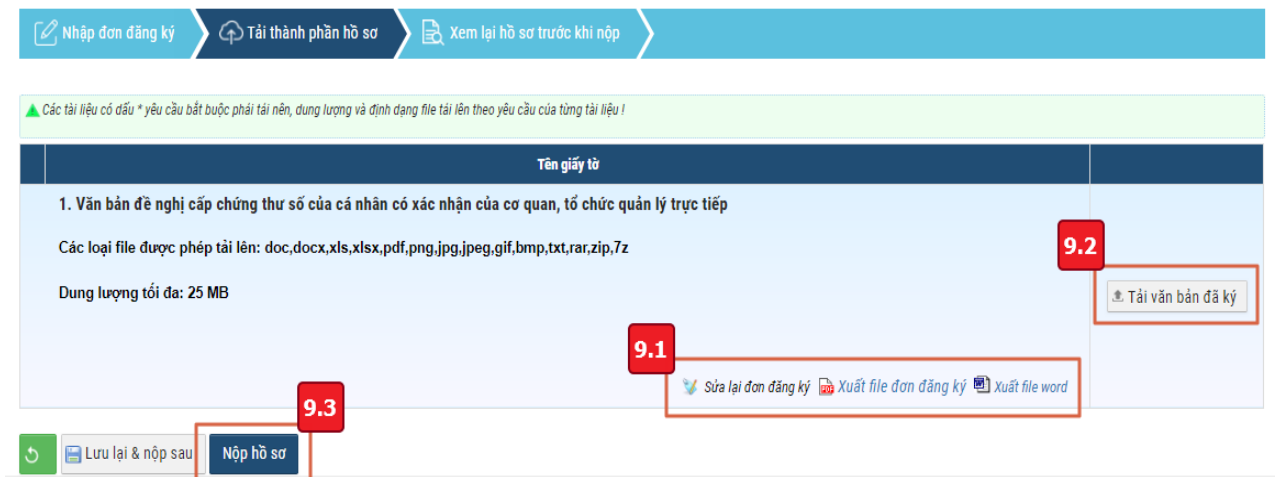 Nhập đơn đăng ký
Tải thành phần hồ sơ
Xem lại hồ sơ trước khi nộp
Các tài liệu có dấu * yêu cầu bắt buộc phải tải nên, dung lượng và định dạng file tải lên theo yêu cầu của từng tài liệu !
Tên giấy tờ
1. Văn bản đề nghị cấp chứng thư số của cá nhân có xác nhận của cơ quan, tổ chức quản lý trực tiếp
Các loại file được phép tải lên: doc,docx,xls,xlsx,pdf,png,jpg,jpeg,gif,bmp,txt,rar,zip,7z
9.2
Dung lượng tối đa: 25 MB
Tải văn bản đã ký
9.1
Sửa lại đơn đăng ký PDF Xuất file đơn đăng ký Xuất file word
9.3
Lưu lại & nộp sau
Nộp hồ sơ